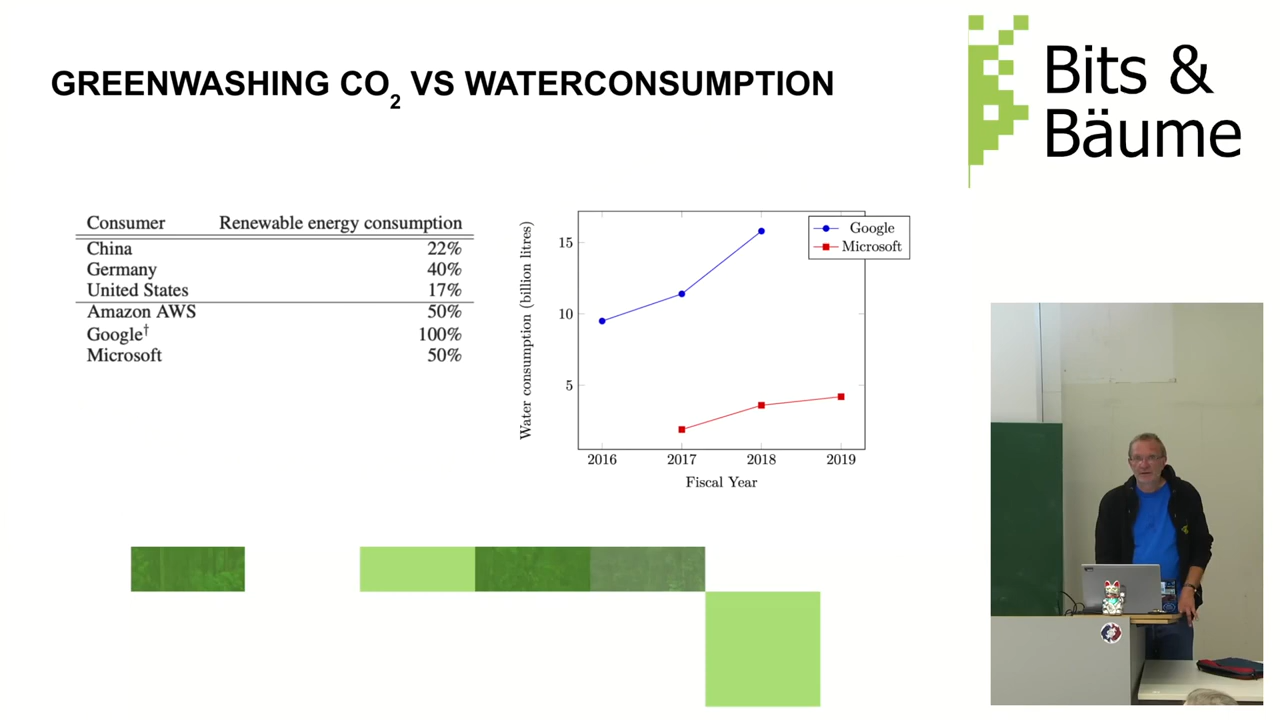 GREENWASHING CO2 VS WATERCONSUMPTION
Bits &
Bäume
Consumer Renewable energy consumption
China 22%
Germany 40%
United States 17%
Amazon AWS 50%
Google† 100%
Microsoft 50%
Water consumption (billion litres)
15
10
5
Google
Microsoft
2016 2017 2018 2019
Fiscal Year